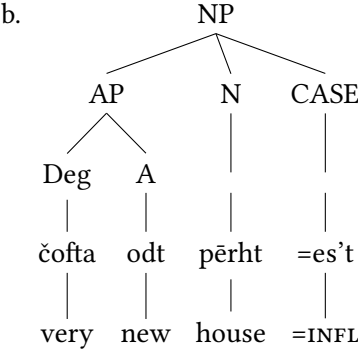 b. NP
AP N CASE
Deg A
čofta odt pērht =es’t
very new house =INFL